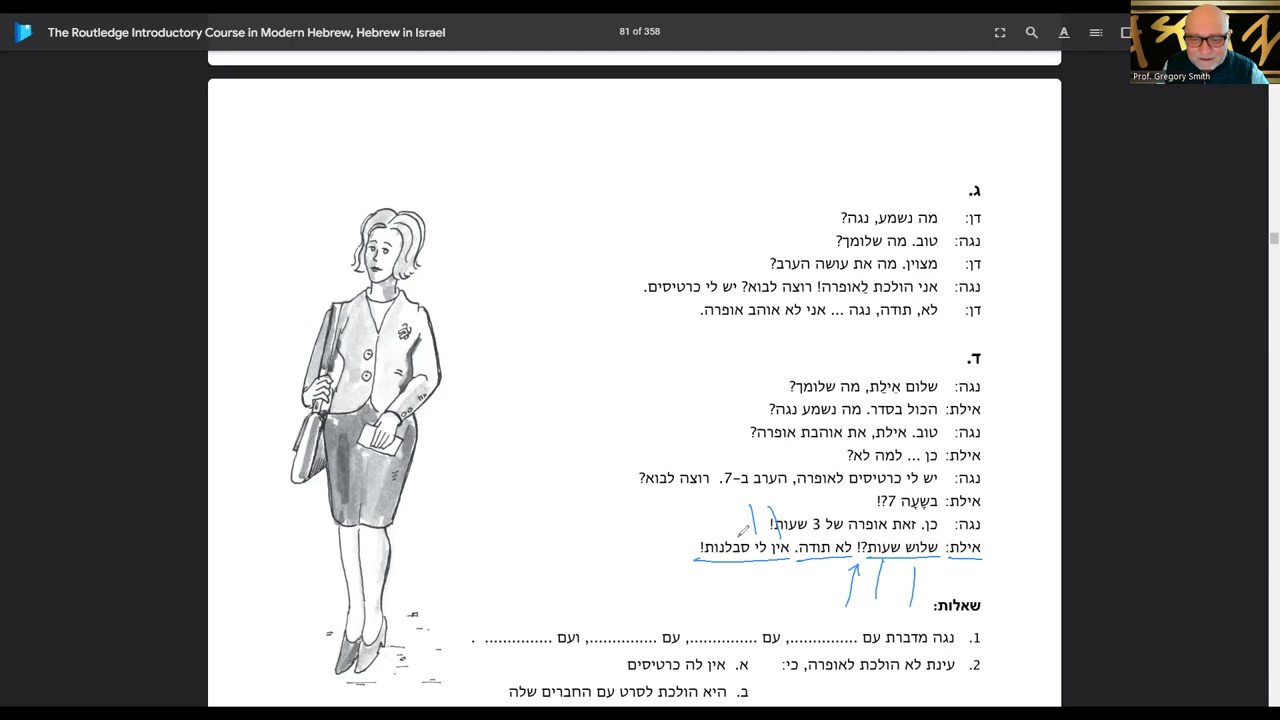 The Routledge Introductory Course in Modern Hebrew, Hebrew in Israel
81 of 358
Prof. Gregory Smith
ג.
דן: מה נשמע, נגה?
נגה: טוב. מה שלומך?
דן: מצוין. מה את עושה הערב?
נגה: אני הולכת לַאופרה! רוצה לבוא? יש לי כרטיסים.
דן: לא, תודה, נגה ... אני לא אוהב אופרה.
ד.
נגה: שלום אַיֶלֶת, מה שלומך?
אילת: הכול בסדר. מה נשמע נגה?
נגה: טוב. אילת, את אוהבת אופרה?
אילת: כן ... למה לא?
נגה: יש לי כרטיסים לאופרה, הערב ב-7. רוצה לבוא?
אילת: בשָעָה 7?!
נגה: כן. זאת אופרה של 3 שעות!
אילת: שלוש שעות?! לא תודה. אין לי סבלנות!
שאלות:
1. נגה מדברת עם ..............., עם ..............., עם ..............., ועם ............... .
2. עינת לא הולכת לאופרה, כי: א. אין לה כרטיסים
ב. היא הולכת לסרט עם החברים שלה